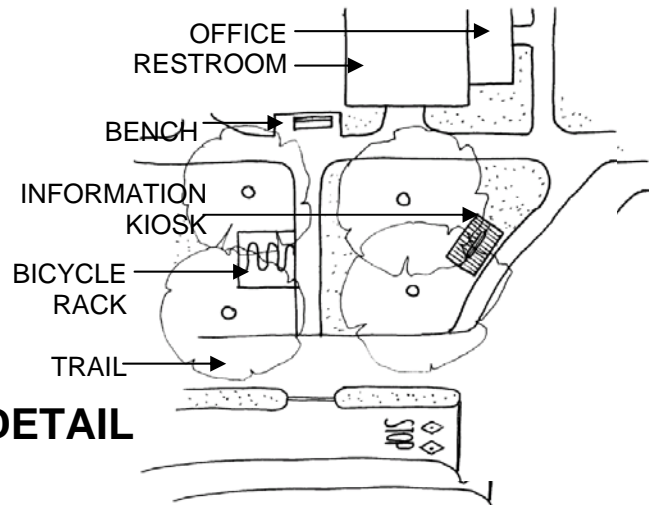 OFFICE
RESTROOM
BENCH
INFORMATION
KIOSK
BICYCLE
RACK
TRAIL
DETAIL
STOP